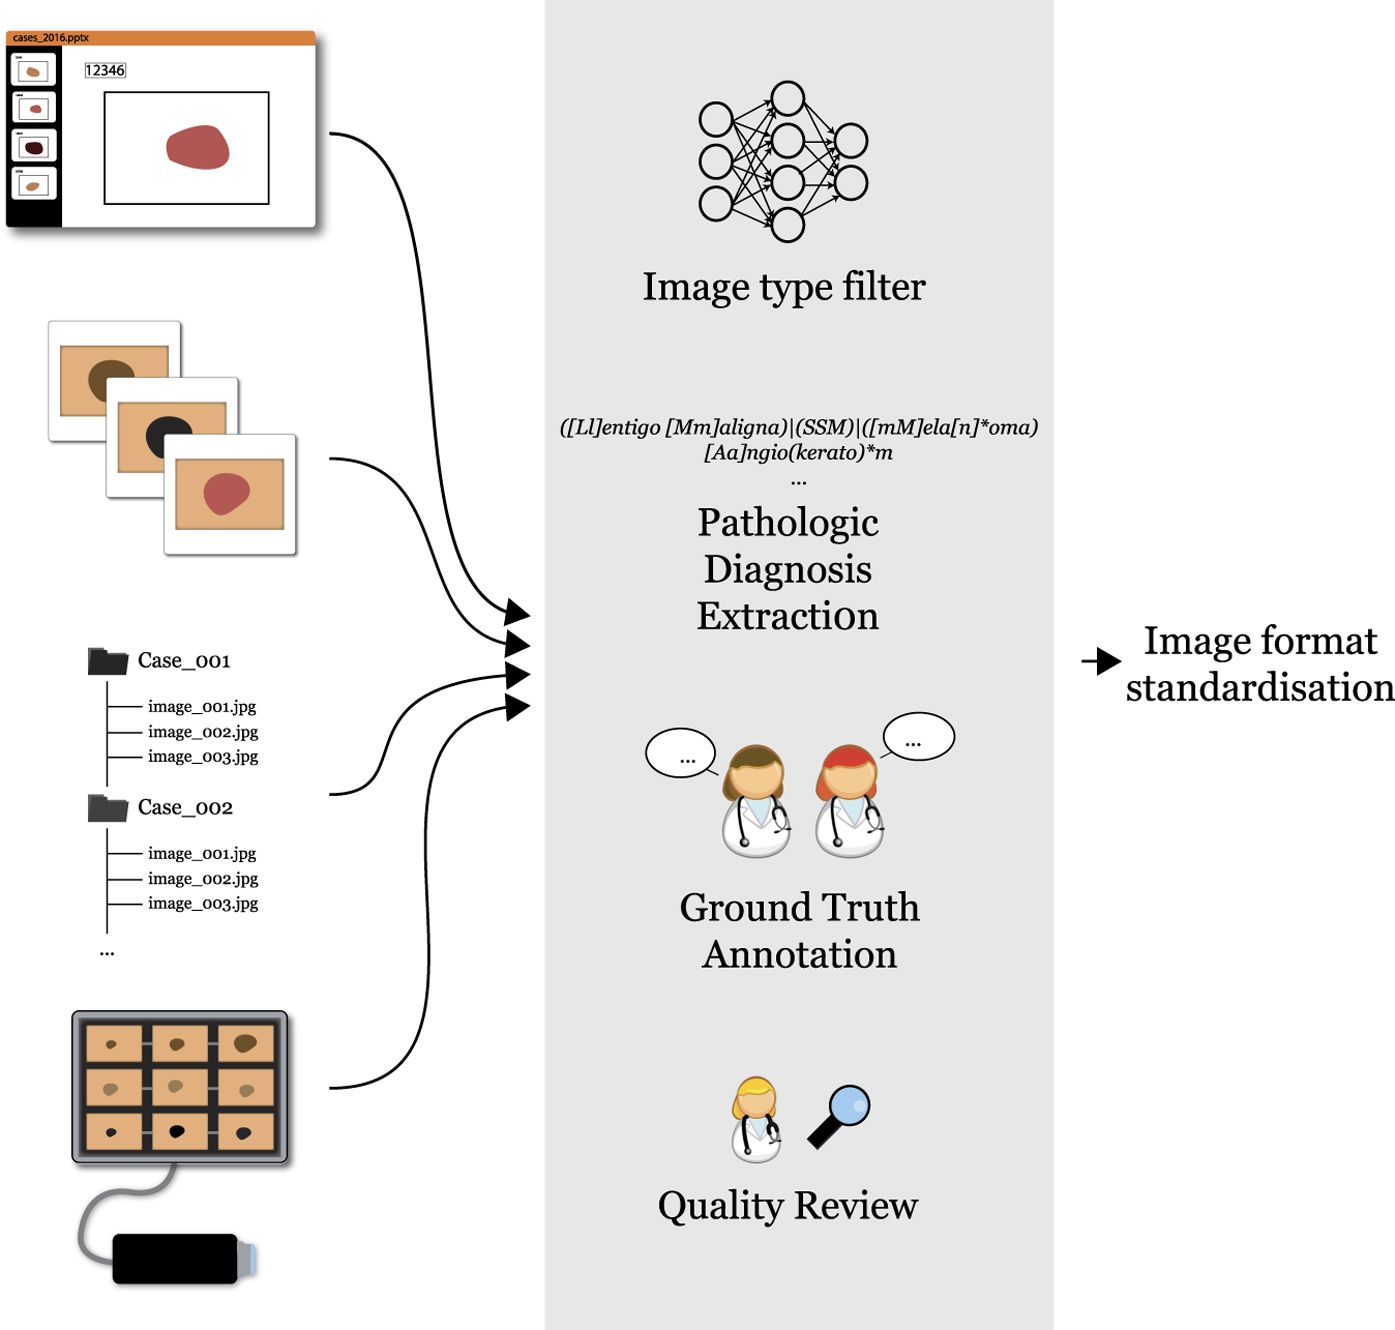 cases_2016.pptx
12346
Image type filter
([Ll]entigo [Mm]aligna)|(SSM)|([mM]ela[n]*oma)
[Aa]ngio(kerato)*m
...
Pathologic
Diagnosis
Extraction
Case_001
image_001.jpg
image_002.jpg
image_003.jpg
Case_002
image_001.jpg
image_002.jpg
image_003.jpg
...
...
...
Ground Truth
Annotation
Quality Review
Image format
standardisation